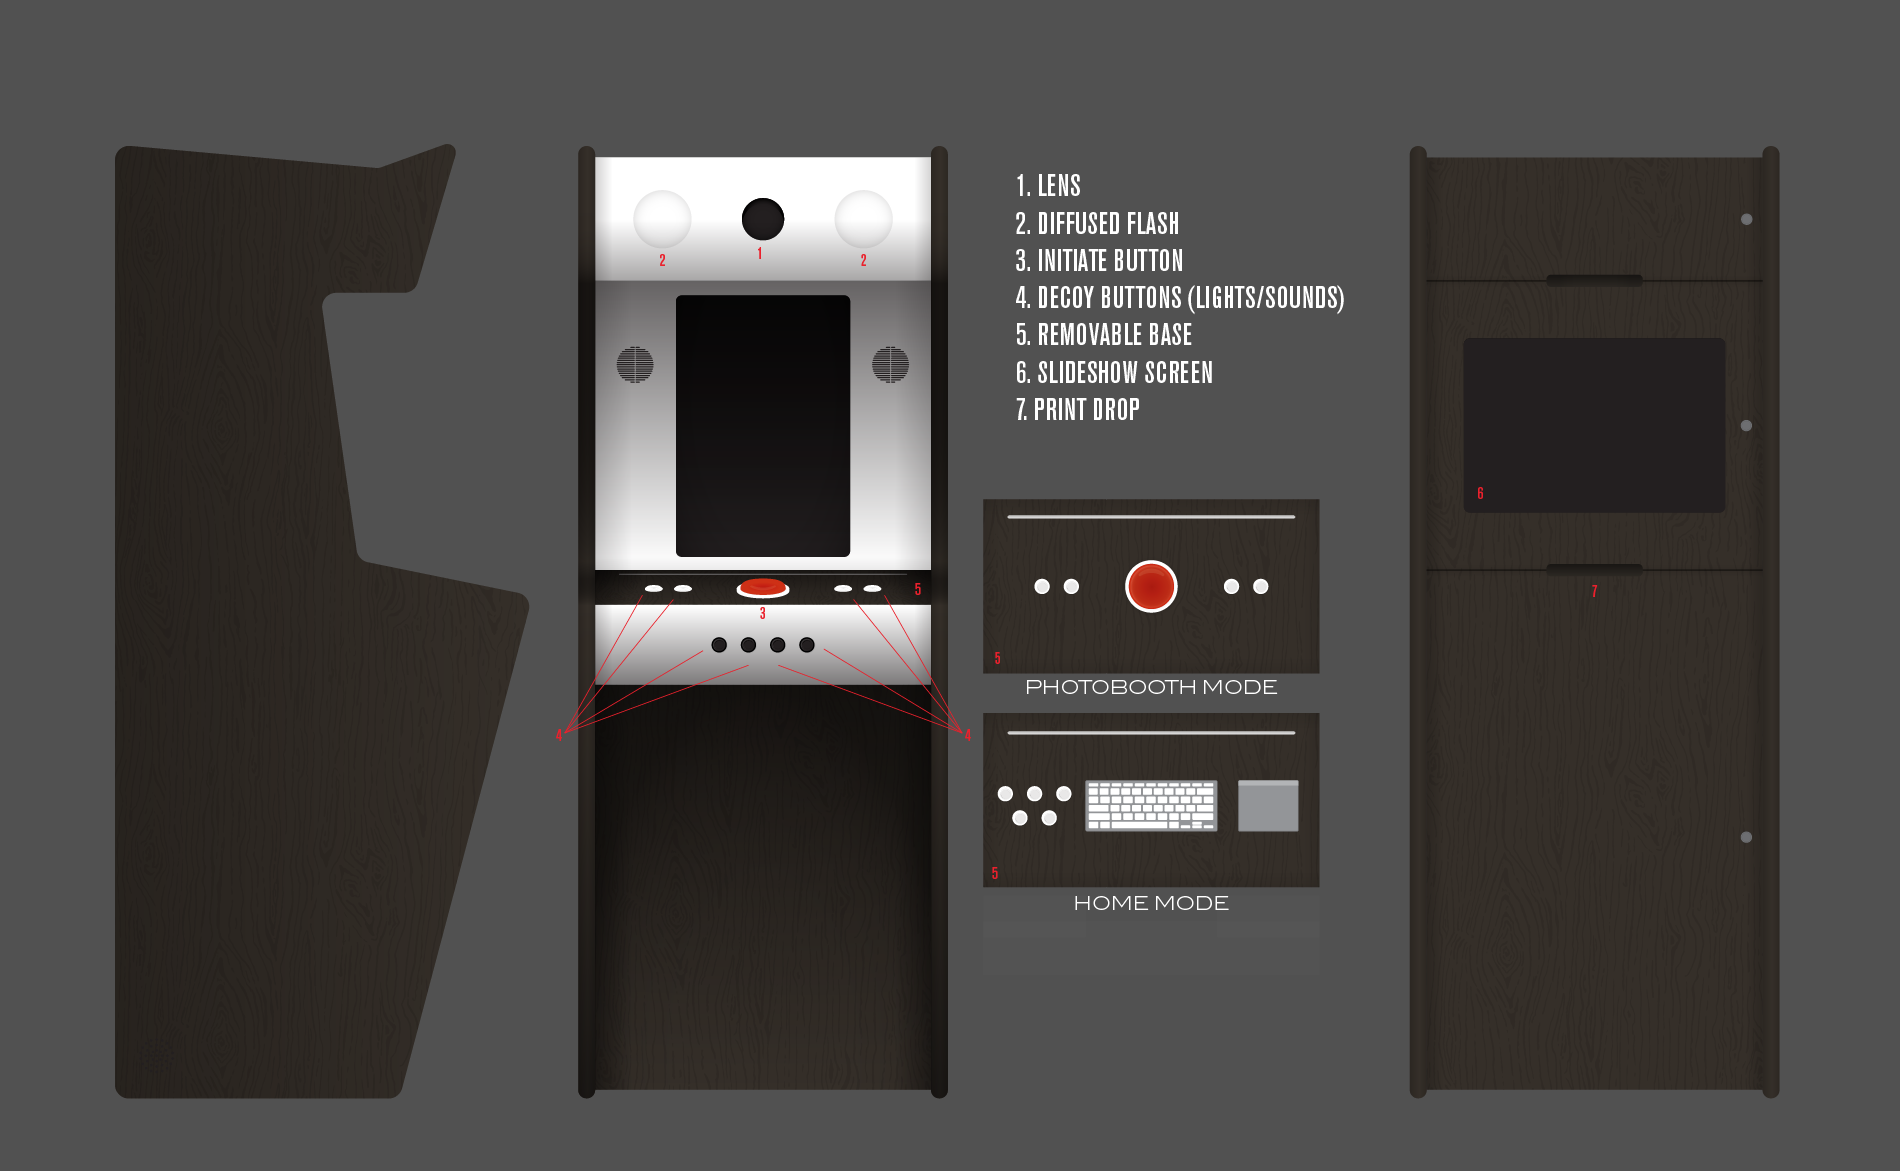 1. LENS
2. DIFFUSED FLASH
3. INITIATE BUTTON
4. DECOY BUTTONS (LIGHTS/SOUNDS)
5. REMOVABLE BASE
6. SLIDESHOW SCREEN
7. PRINT DROP
2
1
2
5
3
4
4
5
PHOTOBOOTH MODE
5
HOME MODE
6
7